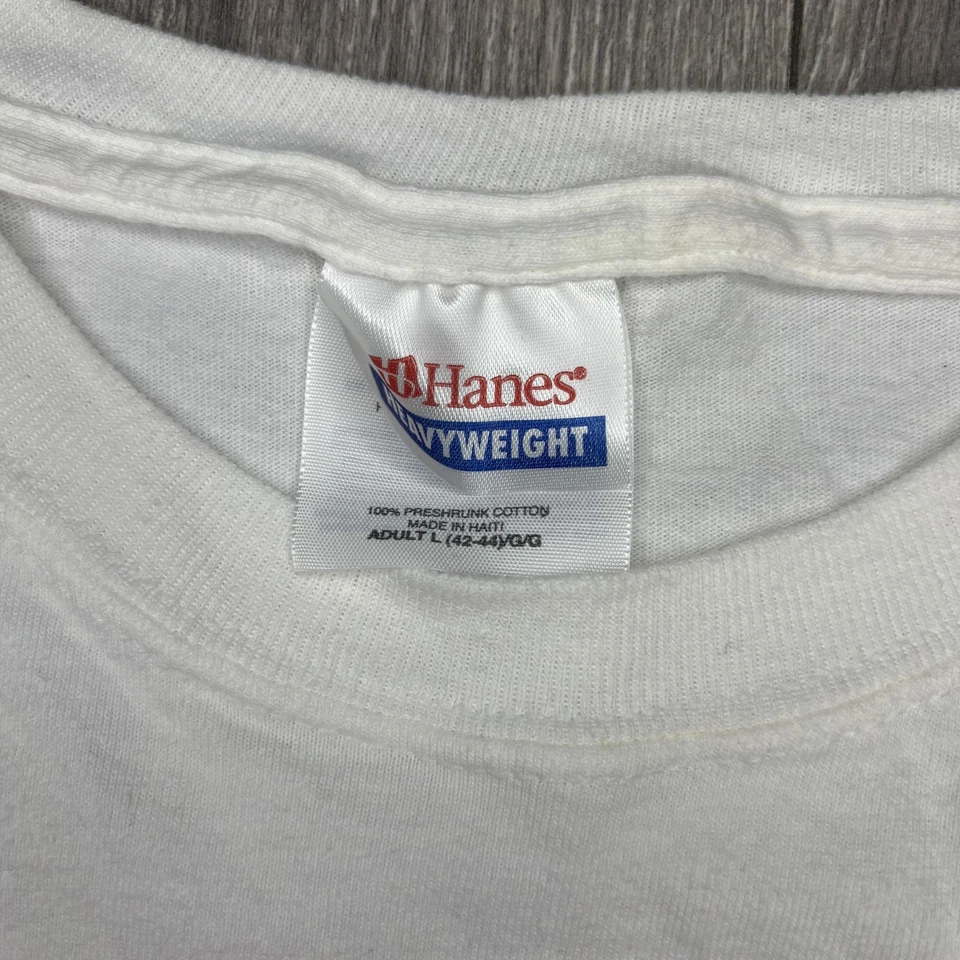 Hanes®
HEAVYWEIGHT
100% PRESHRUNK COTTON
MADE IN HAITI
ADULT L (42-44)/G/G